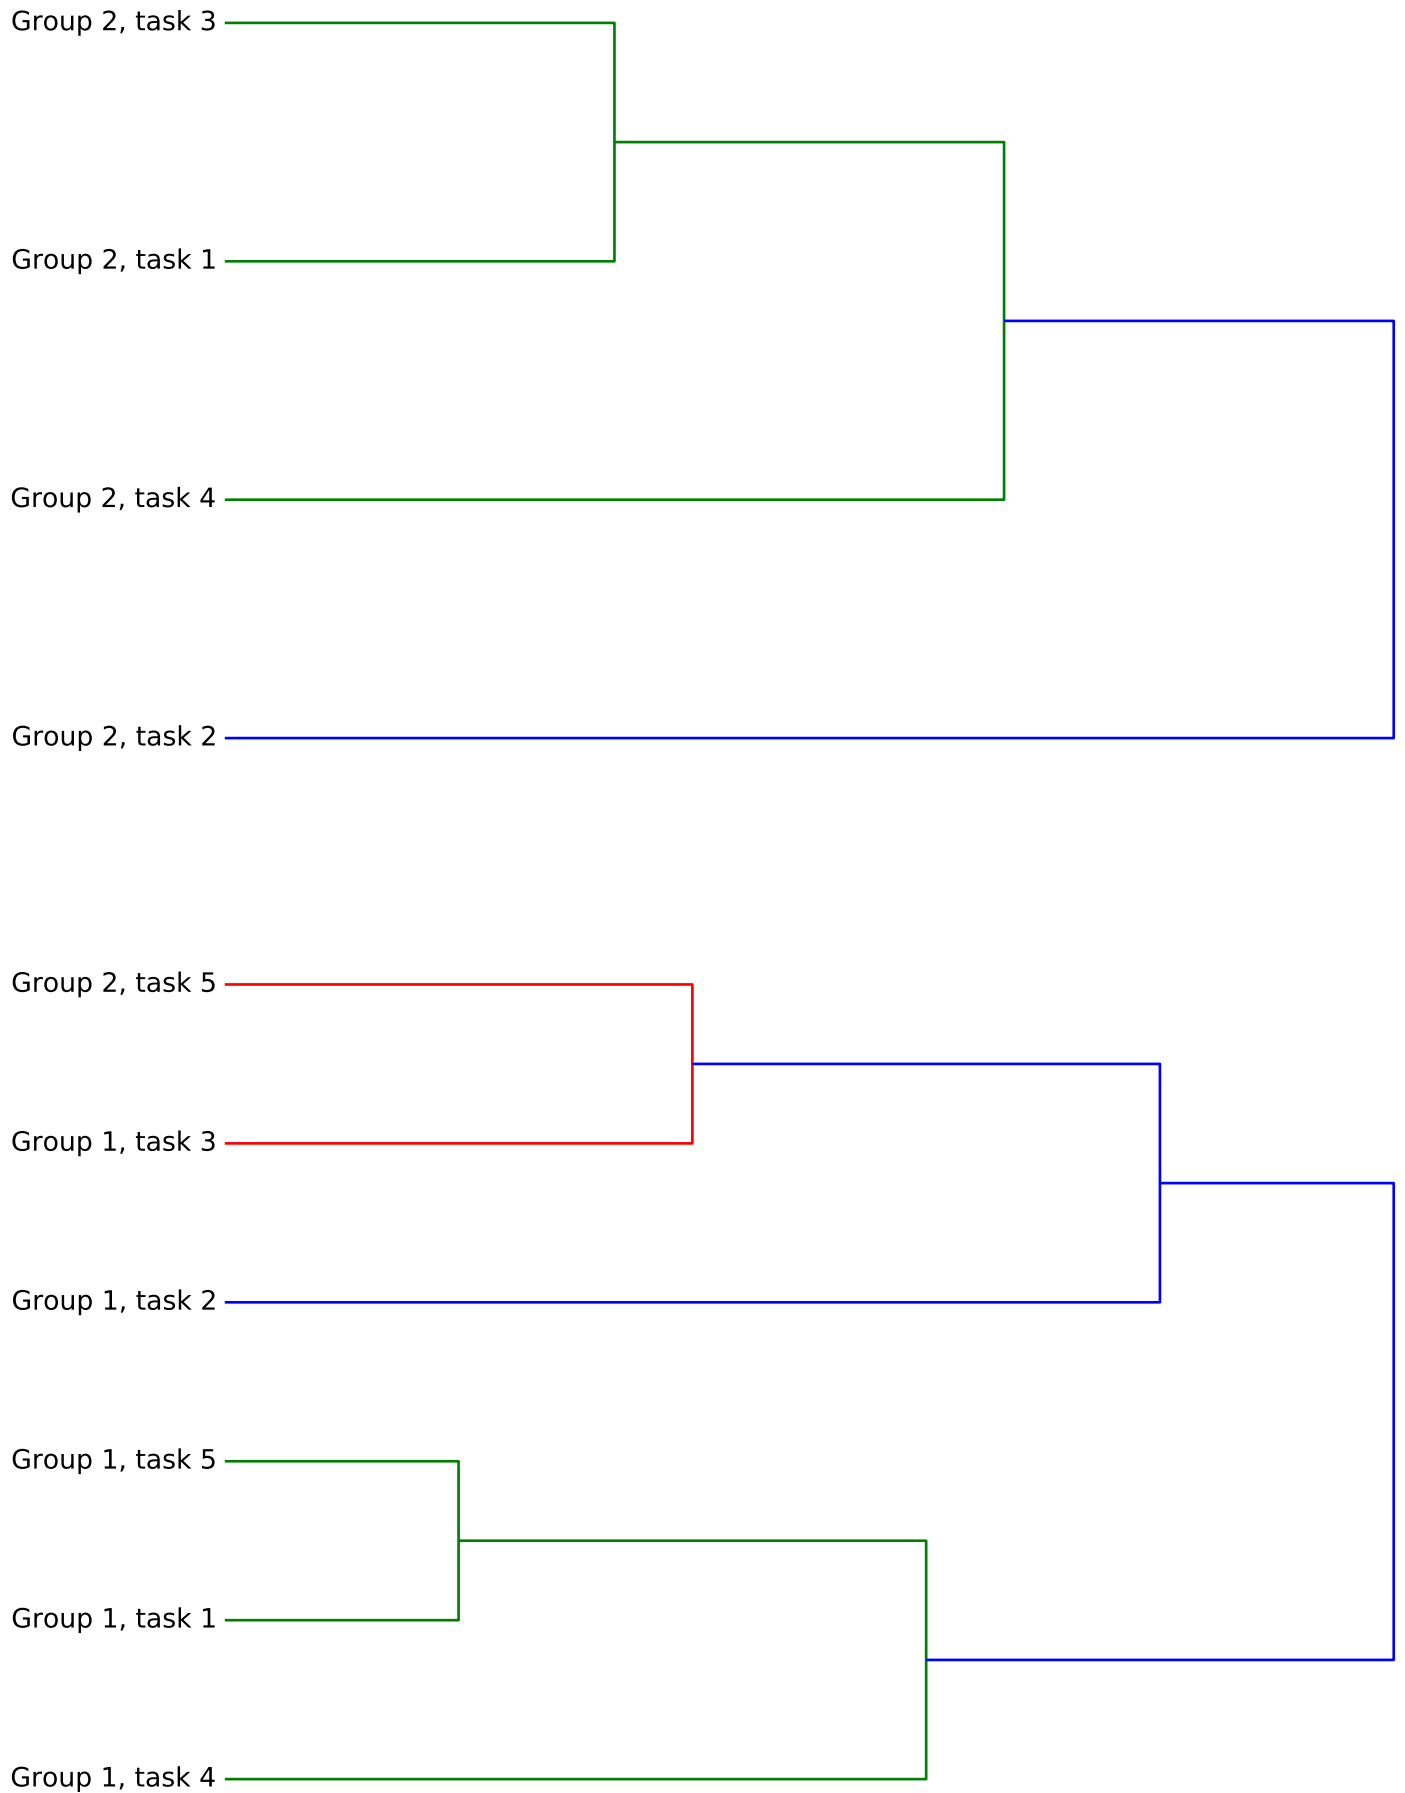 Group 2, task 3
Group 2, task 1
Group 2, task 4
Group 2, task 2
Group 2, task 5
Group 1, task 3
Group 1, task 2
Group 1, task 5
Group 1, task 1
Group 1, task 4